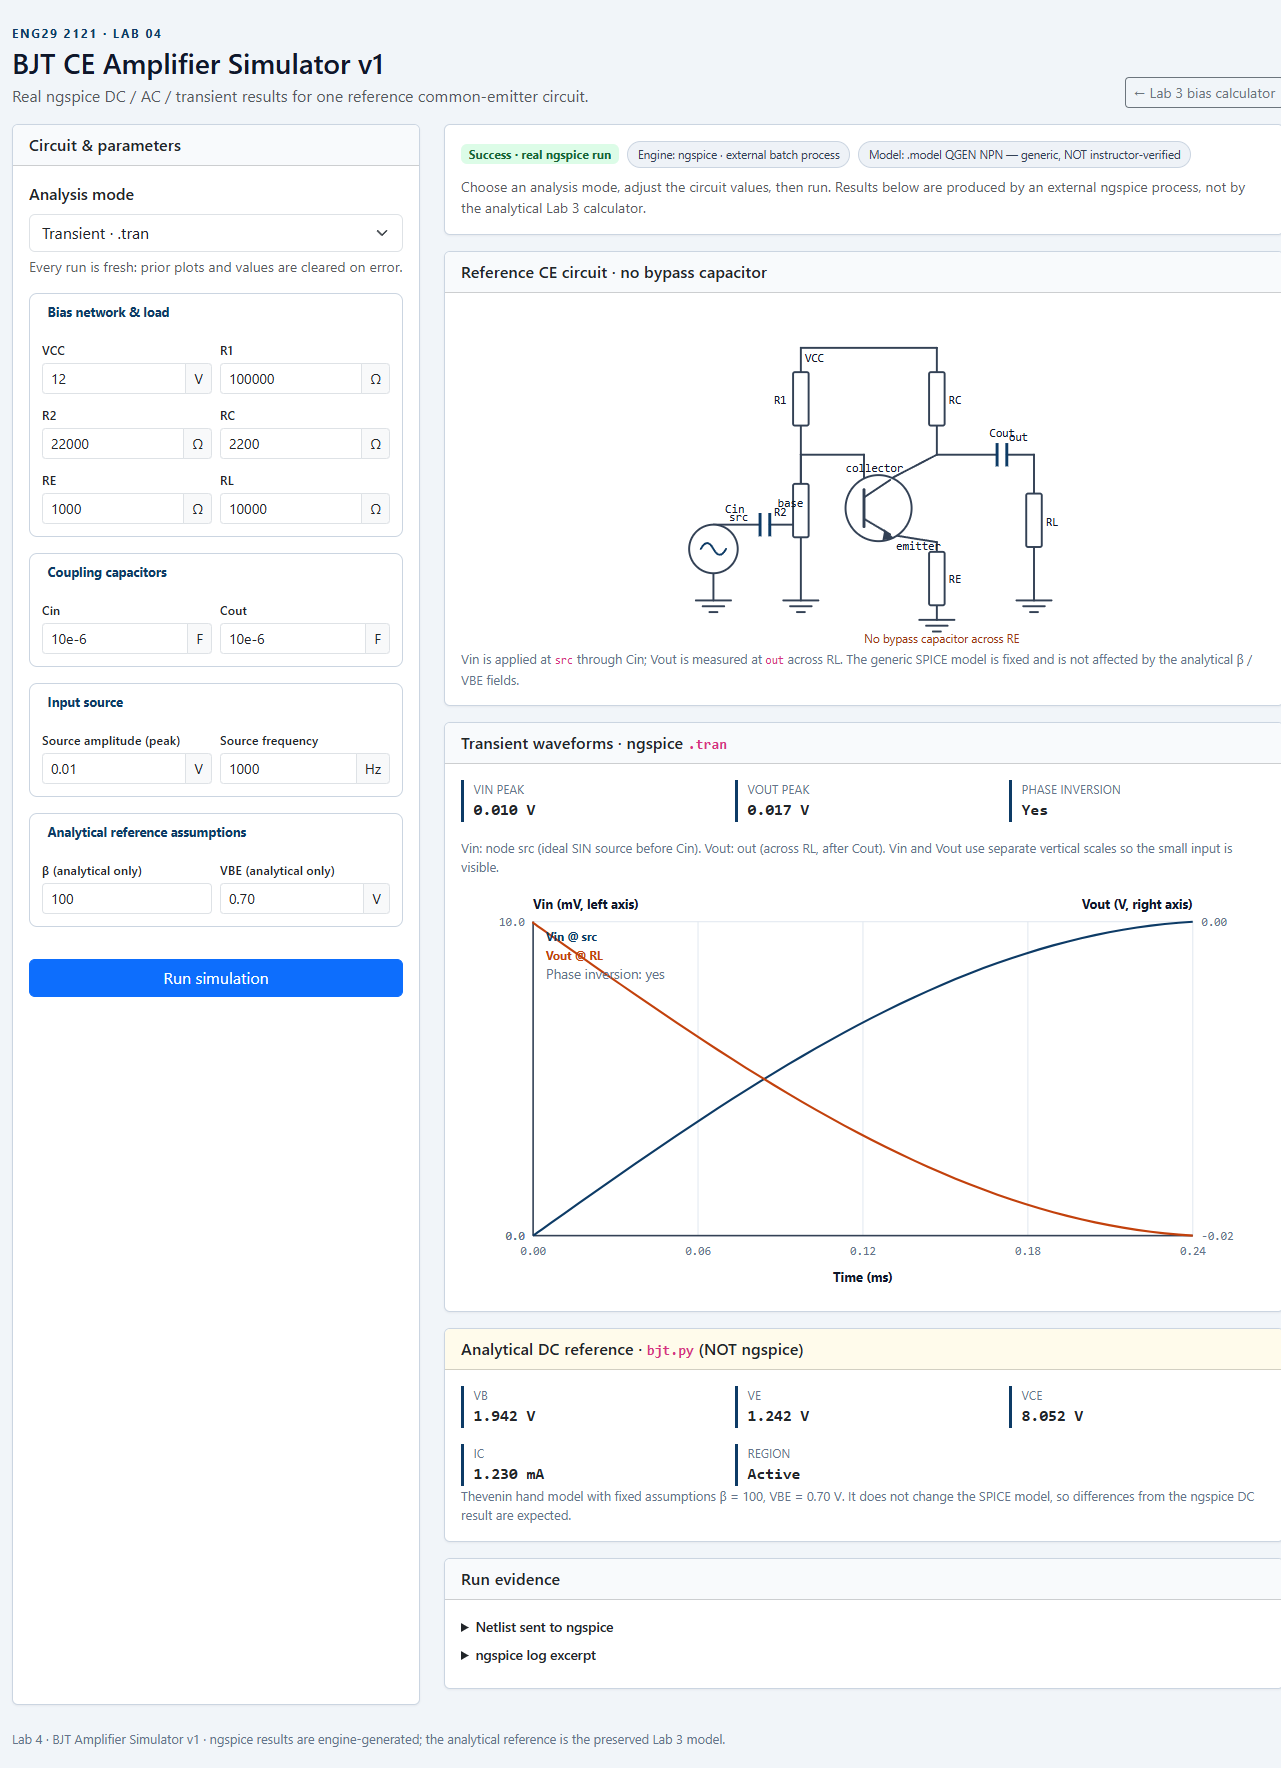 ENG29 2121 · LAB 04
BJT CE Amplifier Simulator v1
Real ngspice DC / AC / transient results for one reference common-emitter circuit.
← Lab 3 bias calculator
Circuit & parameters
Analysis mode
Transient · .tran
Every run is fresh: prior plots and values are cleared on error.
Bias network & load
VCC
R1
12 V
100000 Ω
R2
RC
22000 Ω
2200 Ω
RE
RL
1000 Ω
10000 Ω
Coupling capacitors
Cin
Cout
10e-6 F
10e-6 F
Input source
Source amplitude (peak)
Source frequency
0.01 V
1000 Hz
Analytical reference assumptions
β (analytical only)
VBE (analytical only)
100
0.70 V
Run simulation
Success · real ngspice run
Engine: ngspice · external batch process
Model: .model QGEN NPN — generic, NOT instructor-verified
Choose an analysis mode, adjust the circuit values, then run. Results below are produced by an external ngspice process, not by
the analytical Lab 3 calculator.
Reference CE circuit · no bypass capacitor
VCC
R1
RC
Cout
out
collector
base
Cin
src
R2
RL
emitter
RE
No bypass capacitor across RE
Vin is applied at src through Cin; Vout is measured at out across RL. The generic SPICE model is fixed and is not affected by the analytical β /
VBE fields.
Transient waveforms · ngspice .tran
VIN PEAK
0.010 V
VOUT PEAK
0.017 V
PHASE INVERSION
Yes
Vin: node src (ideal SIN source before Cin). Vout: out (across RL, after Cout). Vin and Vout use separate vertical scales so the small input is
visible.
Vin (mV, left axis)
Vout (V, right axis)
10.0
0.00
Vin @ src
Vout @ RL
Phase inversion: yes
0.0
-0.02
0.00
0.06
0.12
0.18
0.24
Time (ms)
Analytical DC reference · bjt.py (NOT ngspice)
VB
1.942 V
VE
1.242 V
VCE
8.052 V
IC
1.230 mA
REGION
Active
Thevenin hand model with fixed assumptions β = 100, VBE = 0.70 V. It does not change the SPICE model, so differences from the ngspice DC
result are expected.
Run evidence
▶ Netlist sent to ngspice
▶ ngspice log excerpt
Lab 4 · BJT Amplifier Simulator v1 · ngspice results are engine-generated; the analytical reference is the preserved Lab 3 model.